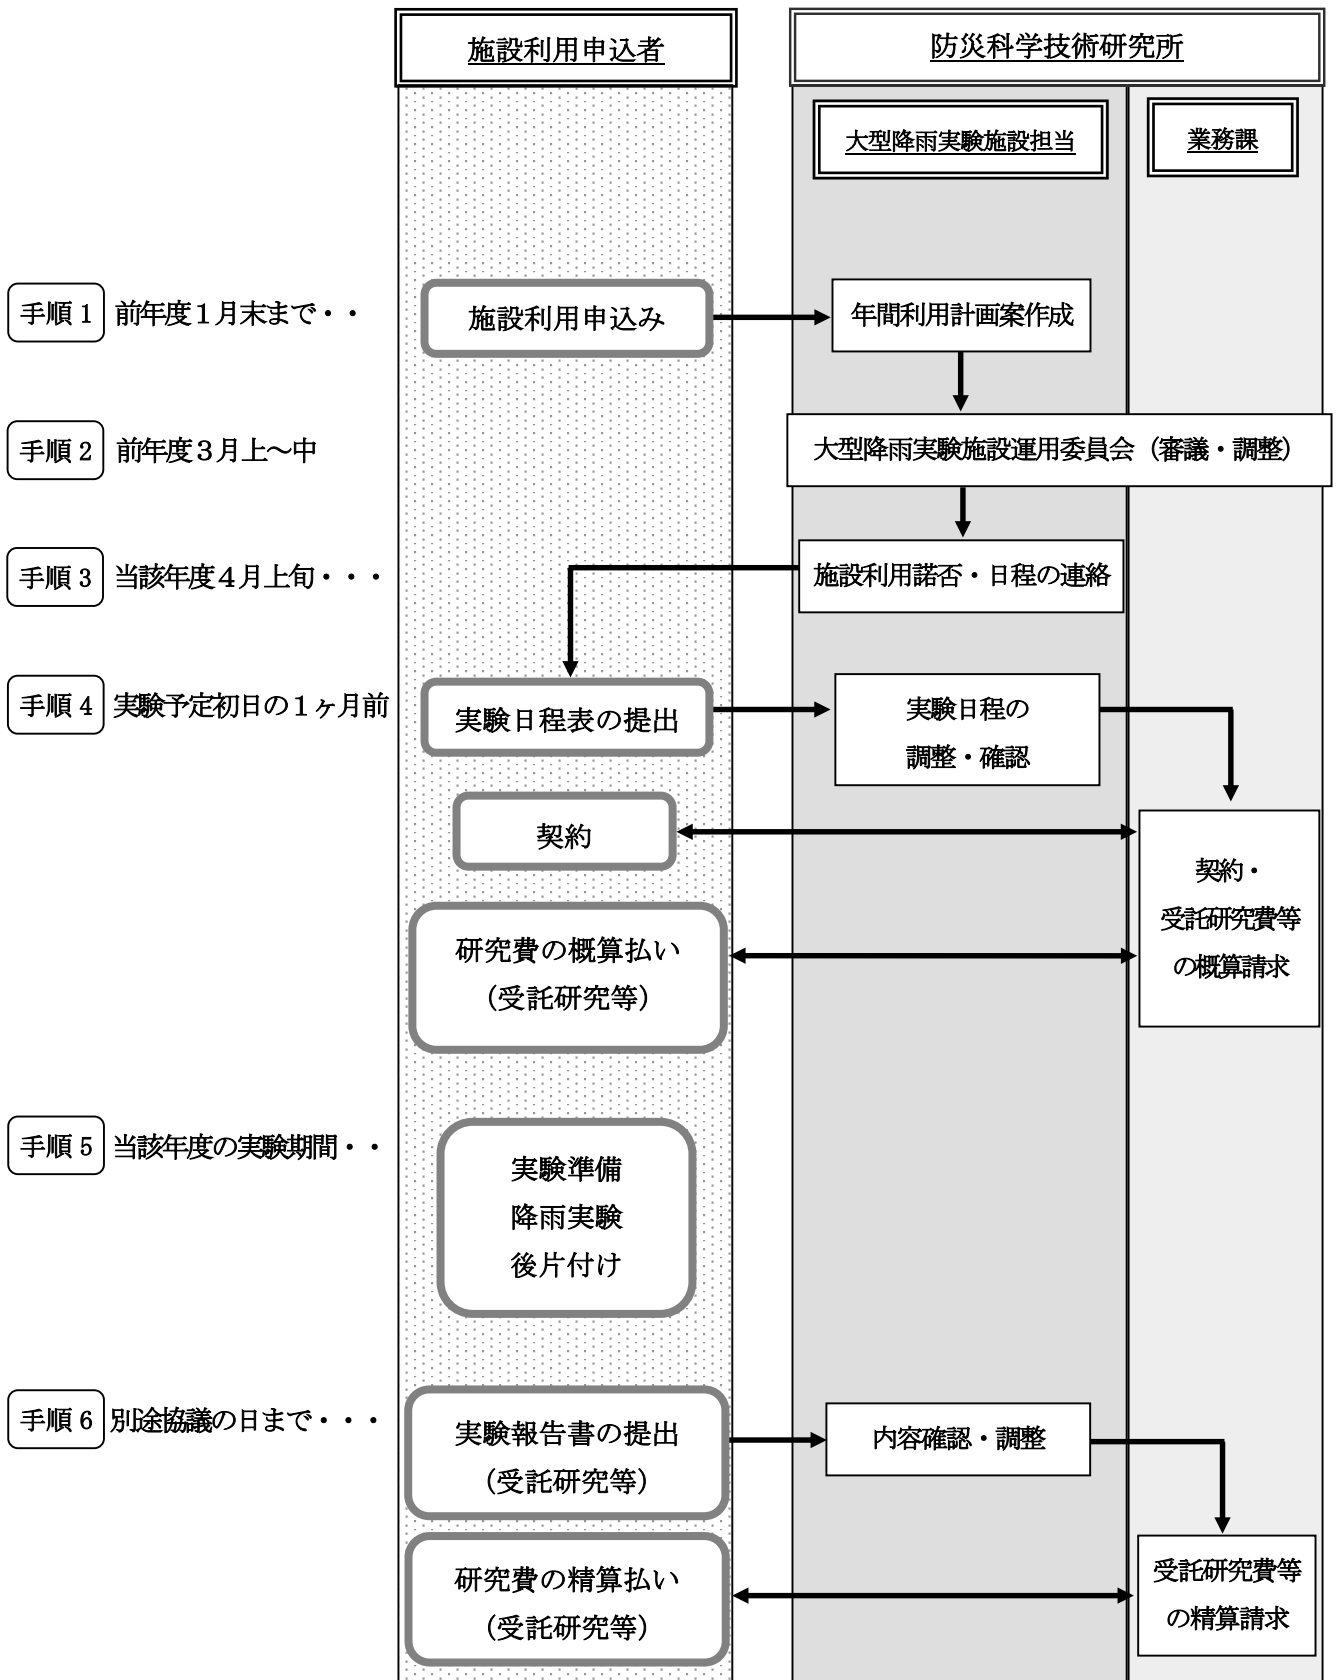 施設利用申込者
防災科学技術研究所
大型降雨実験施設担当
業務課
手順1
前年度１月末まで・・
施設利用申込み
年間利用計画案作成
手順2
前年度３月上～中
大型降雨実験施設運用委員会（審議・調整）
手順3
当該年度４月上旬・・・
施設利用諾否・日程の連絡
手順4
実験予定初日の１ヶ月前
実験日程表の提出
実験日程の
調整・確認
契約
契約・
受託研究費等
の概算請求
研究費の概算払い
（受託研究等）
手順5
当該年度の実験期間・・
実験準備
降雨実験
後片付け
手順6
別途協議の日まで・・・
実験報告書の提出
（受託研究等）
内容確認・調整
研究費の精算払い
（受託研究等）
受託研究費等
の精算請求